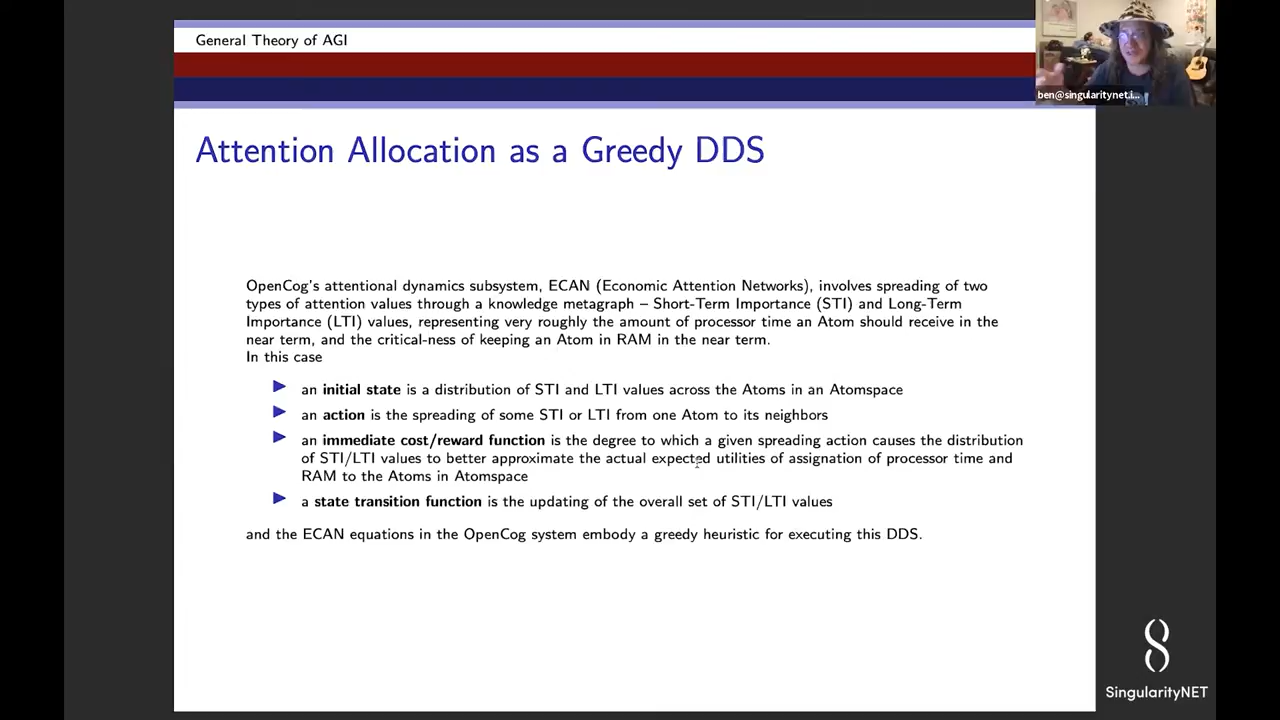 General Theory of AGI
ben@singularitynet.i...
Attention Allocation as a Greedy DDS
OpenCog's attentional dynamics subsystem, ECAN (Economic Attention Networks), involves spreading of two
types of attention values through a knowledge metagraph – Short-Term Importance (STI) and Long-Term
Importance (LTI) values, representing very roughly the amount of processor time an Atom should receive in the
near term, and the critical-ness of keeping an Atom in RAM in the near term.
In this case
an initial state is a distribution of STI and LTI values across the Atoms in an Atomspace
an action is the spreading of some STI or LTI from one Atom to its neighbors
an immediate cost/reward function is the degree to which a given spreading action causes the distribution
of STI/LTI values to better approximate the actual expected utilities of assignation of processor time and
RAM to the Atoms in Atomspace
a state transition function is the updating of the overall set of STI/LTI values
and the ECAN equations in the OpenCog system embody a greedy heuristic for executing this DDS.
SingularityNET